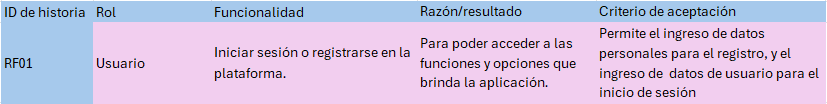 ID de historia Rol Funcionalidad Razón/resultado Criterio de aceptación
RF01
Usuario
Iniciar sesión o registrarse en la
plataforma.
Para poder acceder a las
funciones y opciones que
brinda la aplicación.
Permite el ingreso de datos
personales para el registro, y el
ingreso de datos de usuario para el
inicio de sesión